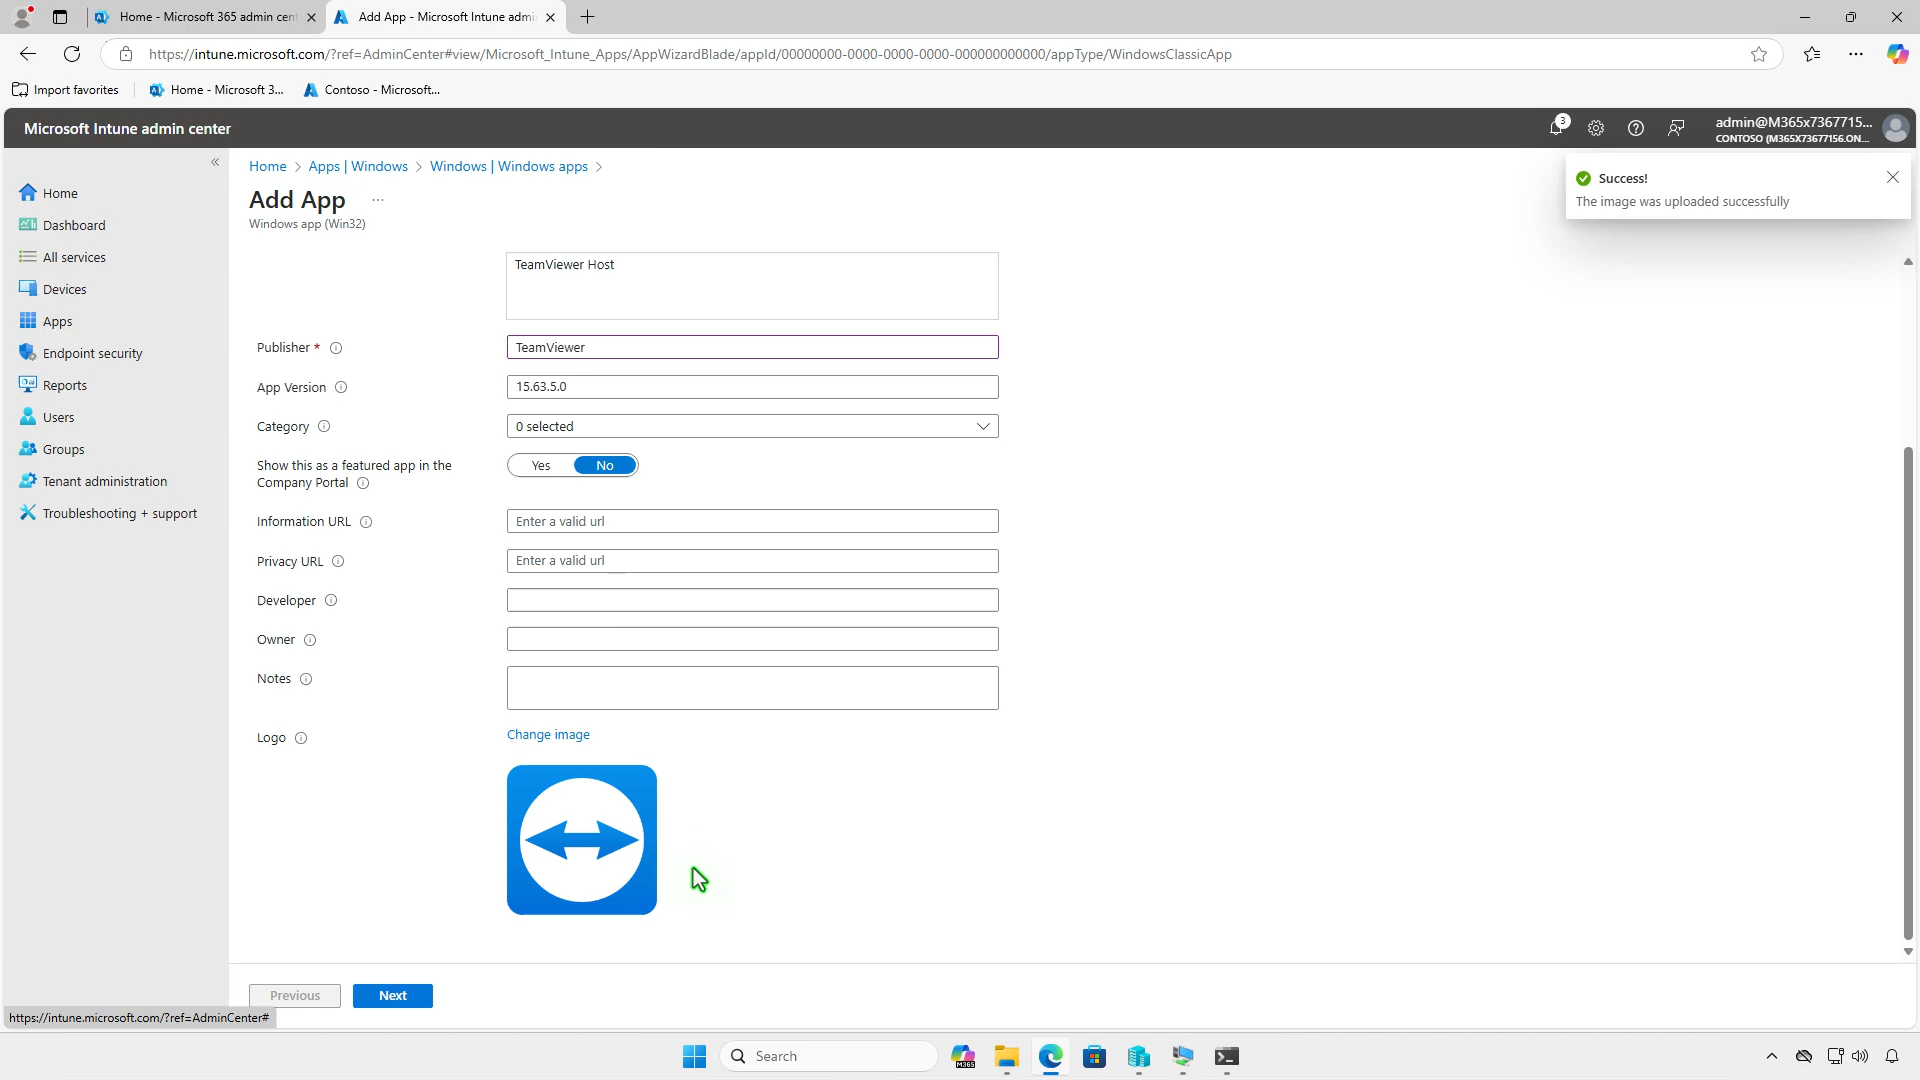 Home - Microsoft 365 admin cent
Add App - Microsoft Intune admi
https://intune.microsoft.com/?ref=AdminCenter#view/Microsoft_Intune_Apps/AppWizardBlade/appId/00000000-0000-0000-0000-000000000000/appType/WindowsClassicApp
Import favorites
Home - Microsoft 3...
Contoso - Microsoft...
Microsoft Intune admin center
3
admin@M365x7367715...
CONTOSO (M365X73677156.ON...
Home
Dashboard
All services
Devices
Apps
Endpoint security
Reports
Users
Groups
Tenant administration
Troubleshooting + support
Home > Apps | Windows > Windows | Windows apps >
Add App ...
Windows app (Win32)
Success!
The image was uploaded successfully
TeamViewer Host
Publisher *
TeamViewer
App Version
15.63.5.0
Category
0 selected
Show this as a featured app in the
Company Portal
Yes
No
Information URL
Enter a valid url
Privacy URL
Enter a valid url
Developer
Owner
Notes
Logo
Change image
Previous
Next
https://intune.microsoft.com/?ref=AdminCenter#
Search
M365